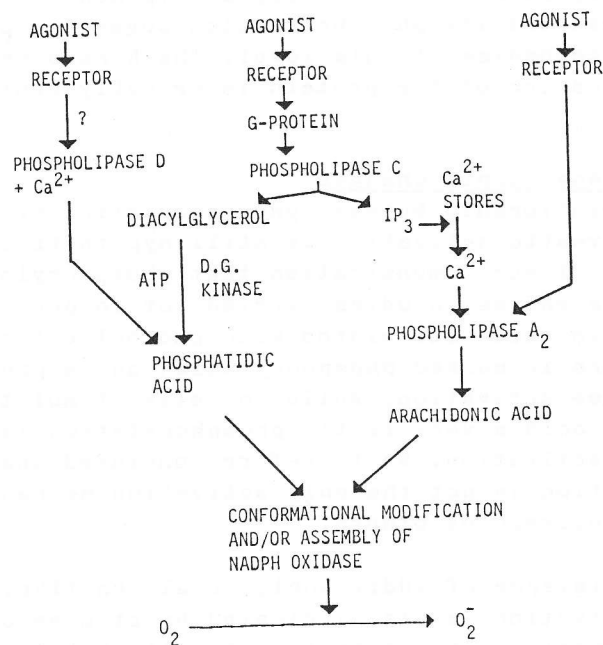 AGONIST
AGONIST
AGONIST
RECEPTOR
RECEPTOR
RECEPTOR
?
G-PROTEIN
PHOSPHOLIPASE D
+ Ca2+
PHOSPHOLIPASE C
Ca2+
STORES
DIACYLGLYCEROL
IP3
ATP
D.G.
KINASE
Ca2+
PHOSPHOLIPASE A2
PHOSPHATIDIC
ACID
ARACHIDONIC ACID
CONFORMATIONAL MODIFICATION
AND/OR ASSEMBLY OF
NADPH OXIDASE
O2
O2-